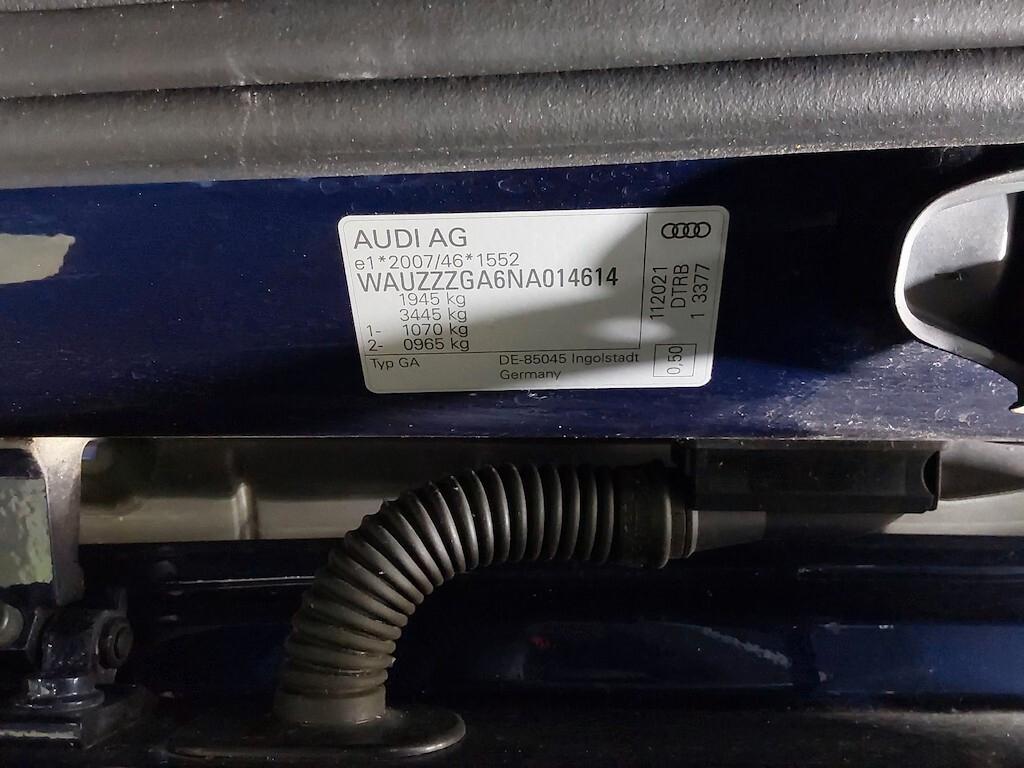 AUDI AG
e1*2007/46*1552
WAUZZZGA6NA014614
1945 kg
3445 kg
1- 1070 kg
2- 0965 kg
Typ GA
DE-85045 Ingolstadt
Germany
112021
DTRB
1 3377
0,50